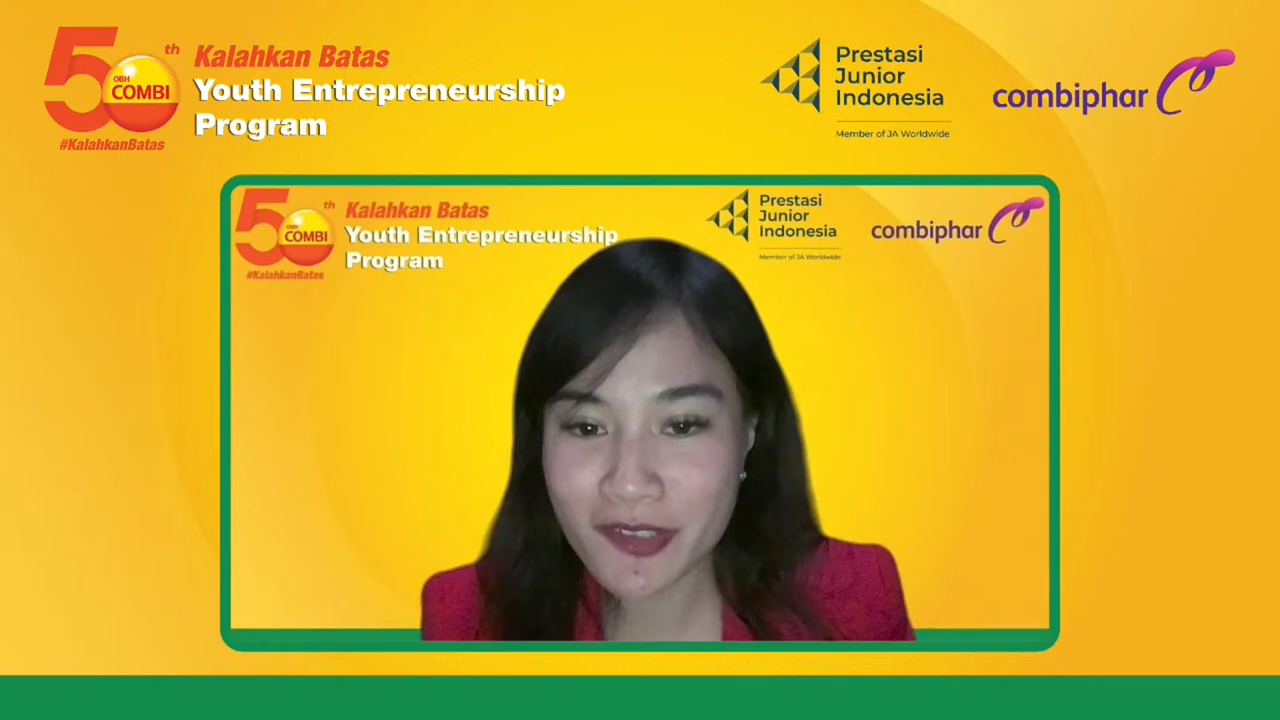 50th
OBH
COMBI
#KalahkanBatas
Kalahkan Batas
Youth Entrepreneurship
Program
Prestasi
Junior
Indonesia
Member of JA Worldwide
combiphar
50th
OBH
COMBI
#KalahkanBatas
Kalahkan Batas
Youth Entrepreneurship
Program
Prestasi
Junior
Indonesia
Member of JA Worldwide
combiphar